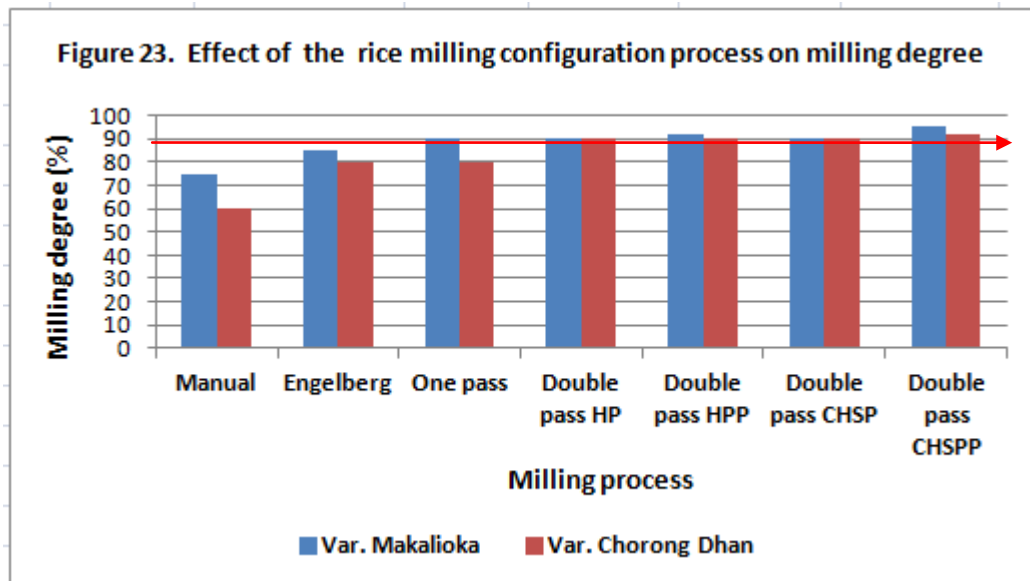 Figure 23. Effect of the rice milling configuration process on milling degree
Milling degree (%)
100
90
80
70
60
50
40
30
20
10
0
Manual
Engelberg
One pass
Double
pass HP
Double
pass HPP
Double
pass CHSP
Double
pass
CHSPP
Milling process
Var. Makalioka
Var. Chorong Dhan